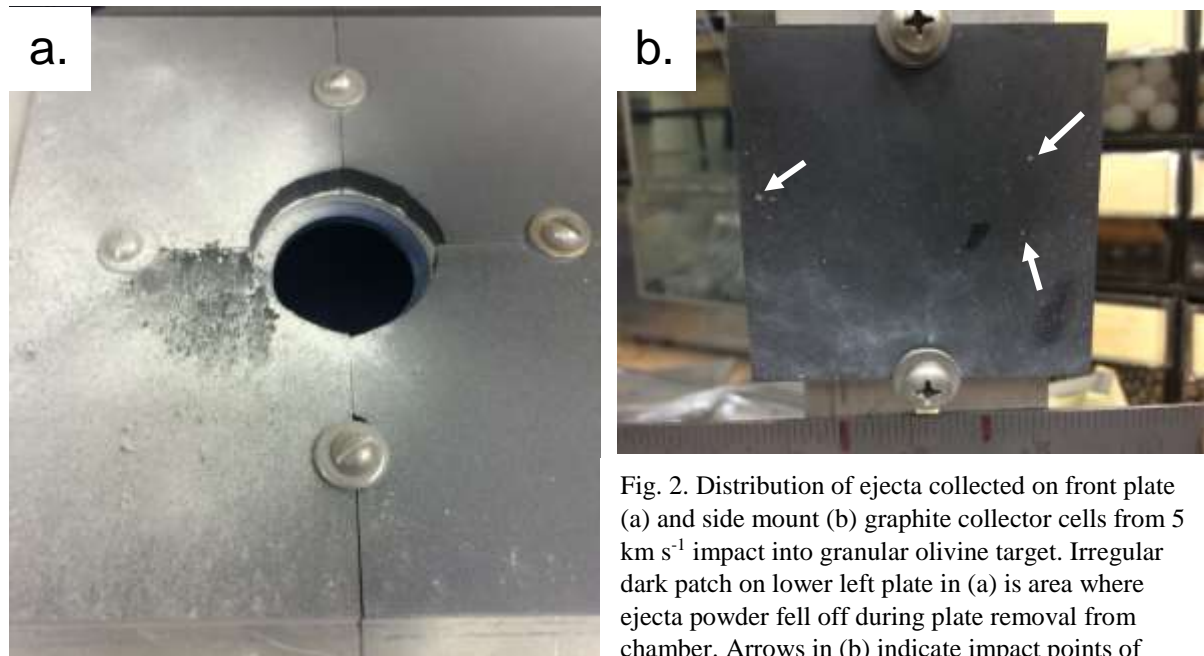 a.
b.
Fig. 2. Distribution of ejecta collected on front plate
(a) and side mount (b) graphite collector cells from 5
km s⁻¹ impact into granular olivine target. Irregular
dark patch on lower left plate in (a) is area where
ejecta powder fell off during plate removal from
chamber. Arrows in (b) indicate impact points of